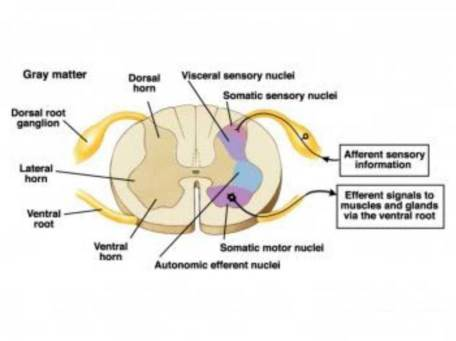 Gray matter
Dorsal
horn
Visceral sensory nuclei
Somatic sensory nuclei
Dorsal root
ganglion
Afferent sensory
information
Lateral
horn
Efferent signals to
muscles and glands
via the ventral root
Ventral
root
Ventral
horn
Somatic motor nuclei
Autonomic efferent nuclei